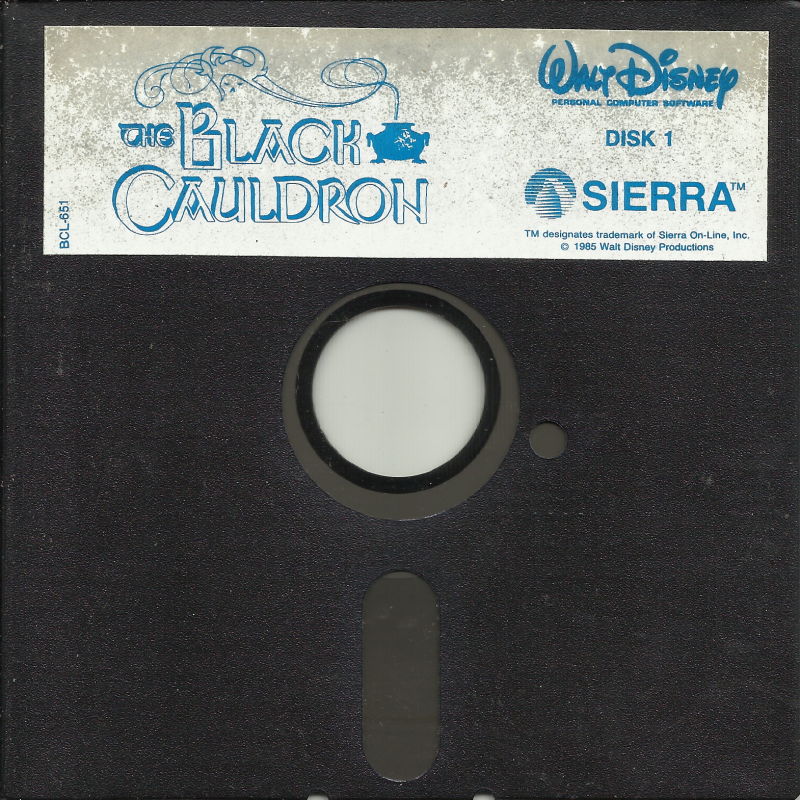 THE BLACK
CAULDRON
BCL-651
WALT DISNEY
PERSONAL COMPUTER SOFTWARE
DISK 1
SIERRA™
TM designates trademark of Sierra On-Line, Inc.
© 1985 Walt Disney Productions